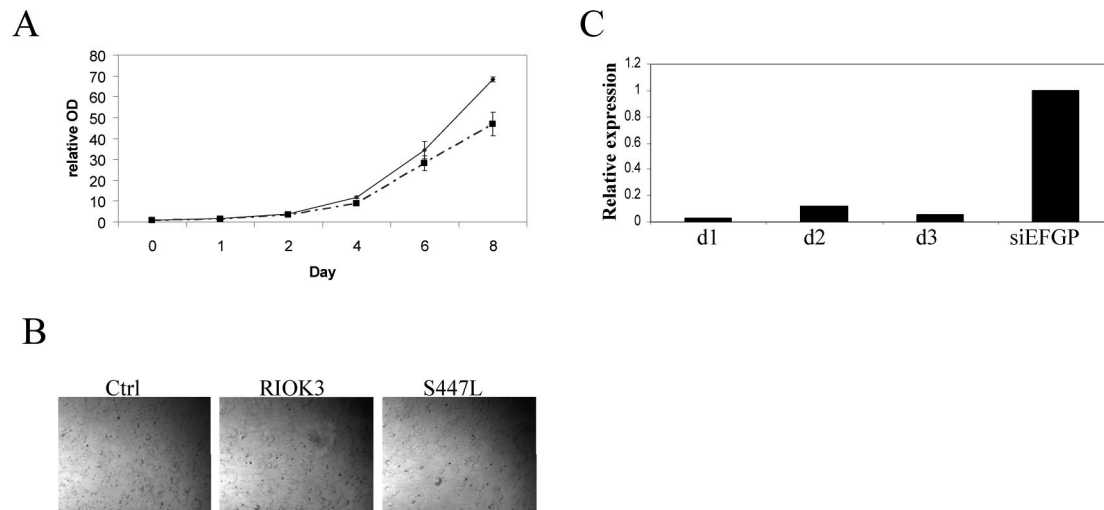 A
80
70
60
50
40
30
20
10
0
relative OD
0 1 2 4 6 8
Day
C
1.2
1
0.8
0.6
0.4
0.2
0
Relative expression
d1 d2 d3 siEFGP
B
Ctrl RIOK3 S447L